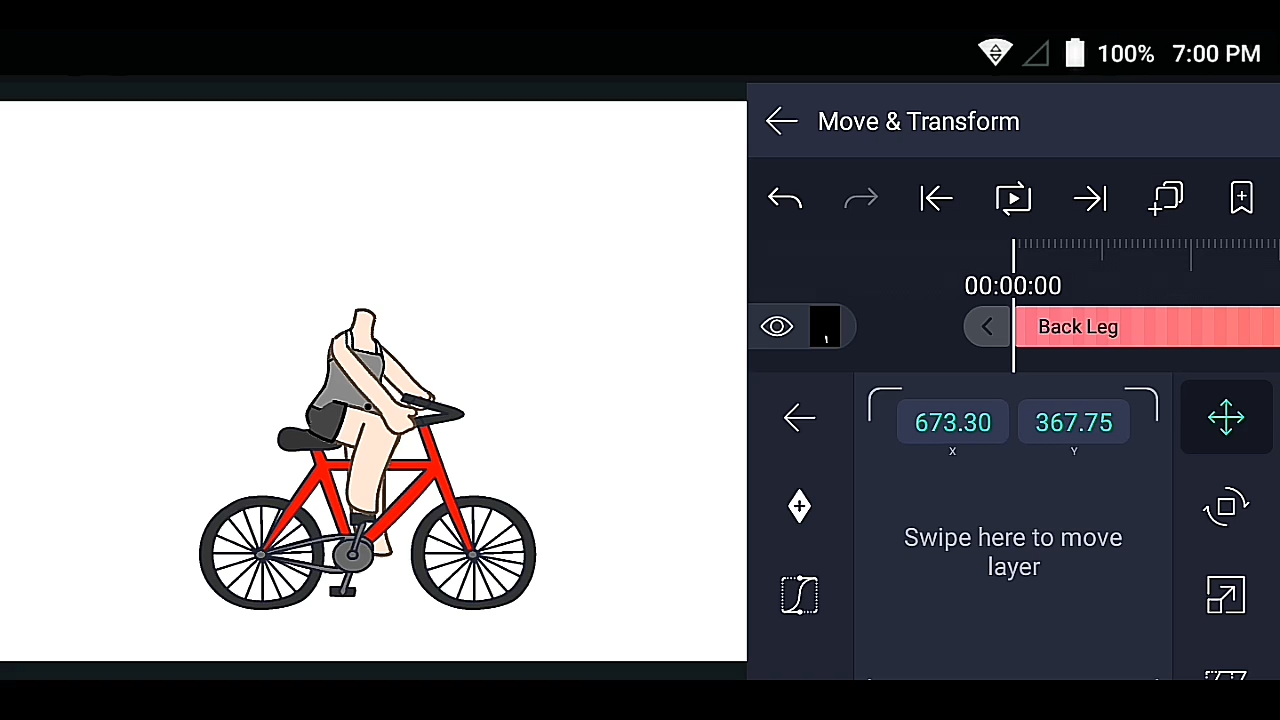 100% 7:00 PM
Move & Transform
00:00:00
Back Leg
673.30 367.75
X Y
Swipe here to move
layer